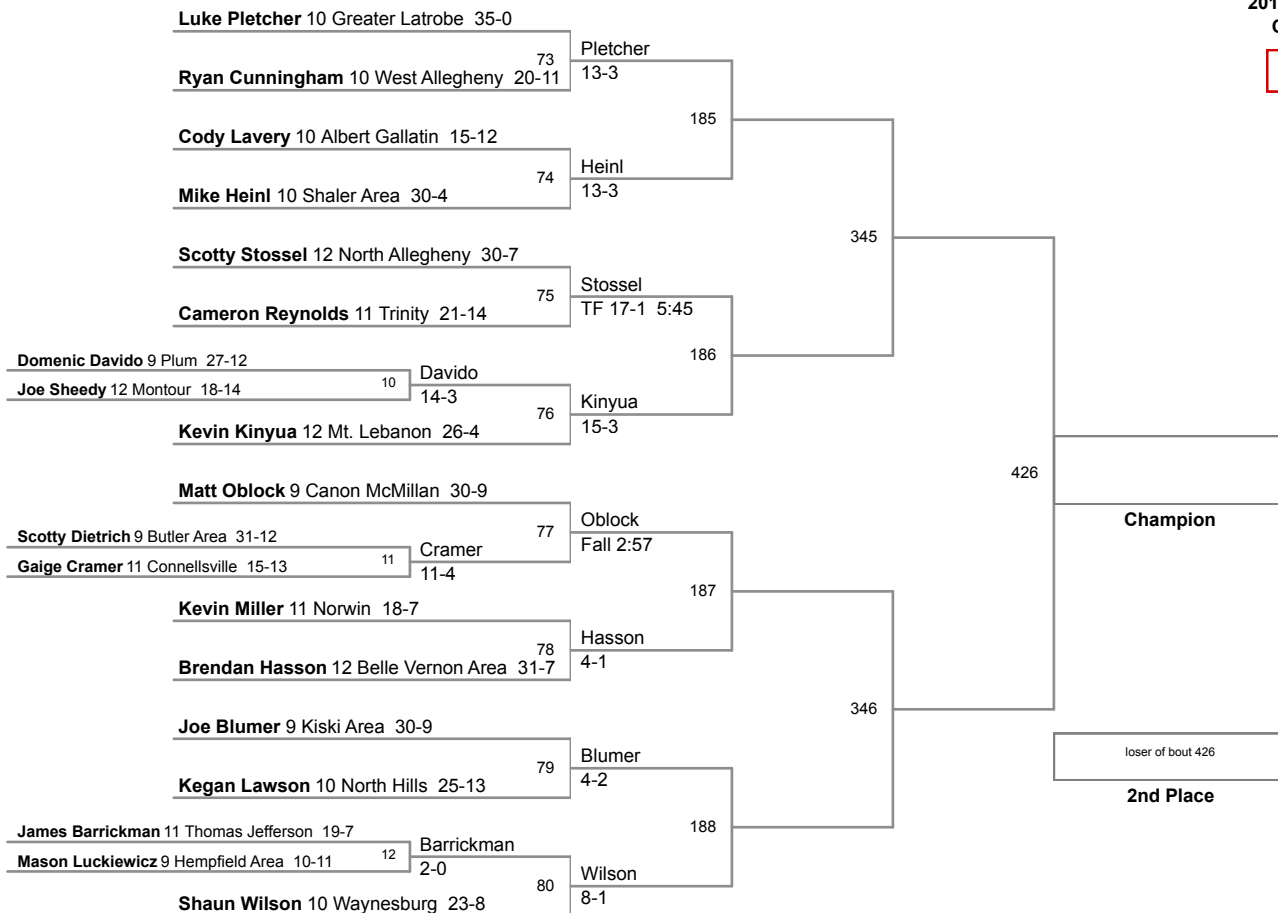 201
Luke Pletcher 10 Greater Latrobe 35-0
73
Pletcher
13-3
Ryan Cunningham 10 West Allegheny 20-11
185
Cody Lavery 10 Albert Gallatin 15-12
74
Heinl
13-3
Mike Heinl 10 Shaler Area 30-4
345
Scotty Stossel 12 North Allegheny 30-7
75
Stossel
TF 17-1 5:45
Cameron Reynolds 11 Trinity 21-14
186
Domenic Davido 9 Plum 27-12
10
Davido
14-3
Joe Sheedy 12 Montour 18-14
76
Kinyua
15-3
Kevin Kinyua 12 Mt. Lebanon 26-4
426
Champion
Matt Oblock 9 Canon McMillan 30-9
77
Oblock
Fall 2:57
Scotty Dietrich 9 Butler Area 31-12
11
Cramer
11-4
Gaige Cramer 11 Connellsville 15-13
187
Kevin Miller 11 Norwin 18-7
78
Hasson
4-1
Brendan Hasson 12 Belle Vernon Area 31-7
346
Joe Blumer 9 Kiski Area 30-9
79
Blumer
4-2
Kegan Lawson 10 North Hills 25-13
loser of bout 426
2nd Place
188
James Barrickman 11 Thomas Jefferson 19-7
12
Barrickman
2-0
Mason Luckiewicz 9 Hempfield Area 10-11
80
Wilson
8-1
Shaun Wilson 10 Waynesburg 23-8